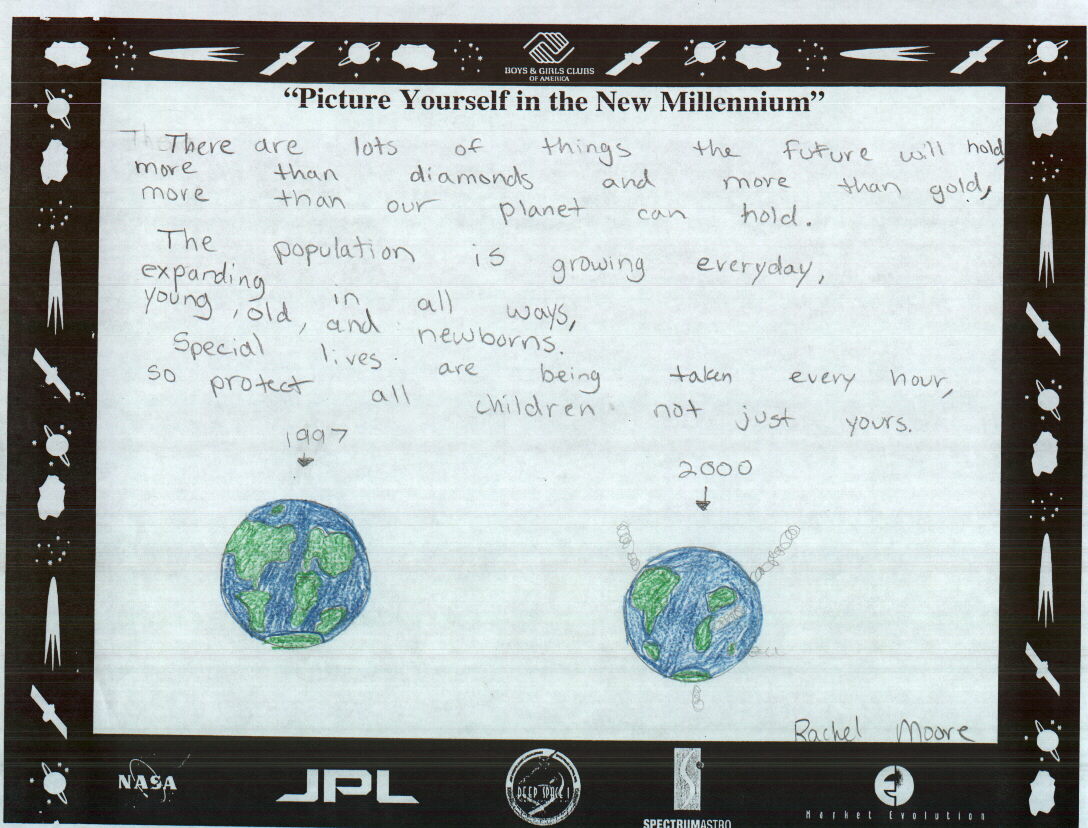 BOYS & GIRLS CLUBS
OF AMERICA
“Picture Yourself in the New Millennium”
There are lots of things the future will hold,
more than diamonds and more than gold,
more than our planet can hold.
The population is growing everyday,
expanding in all ways,
young, old, and newborns.
Special lives are being taken every hour,
so protect all children not just yours.
1997
2000
Rachel Moore
NASA
JPL
DEEP SPACE 1
SPECTRUMASTRO
Market Evolution